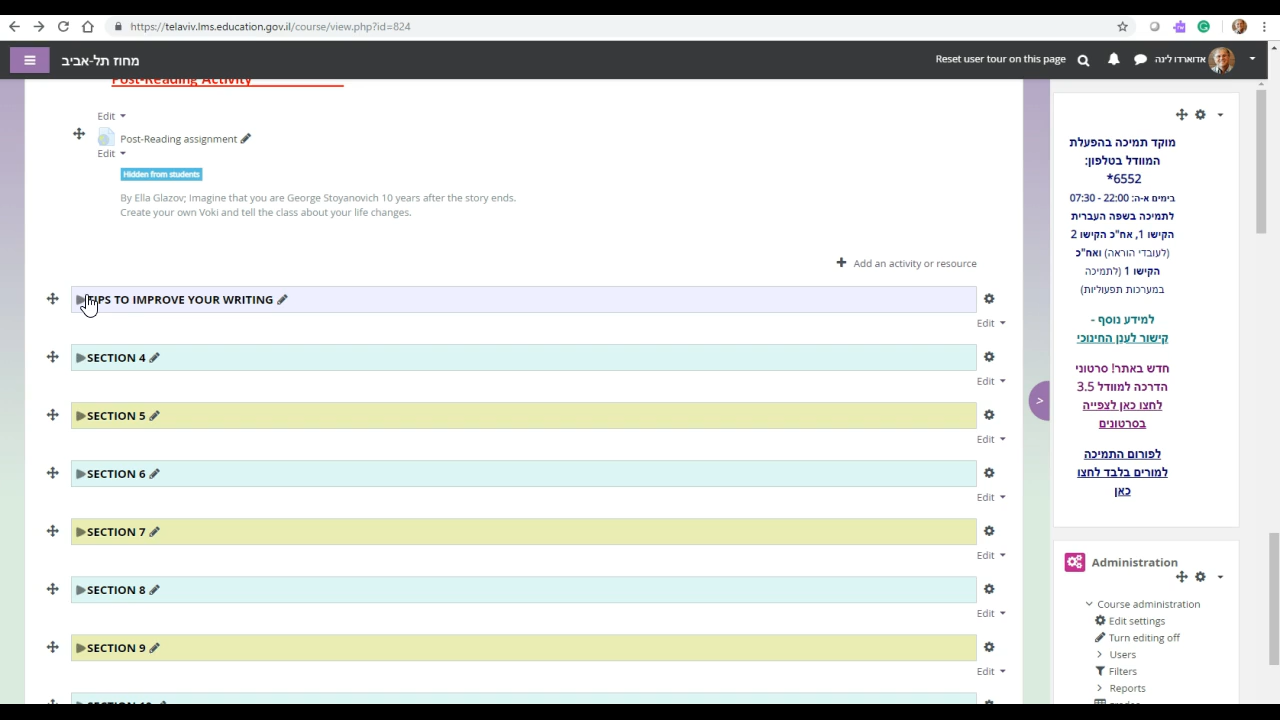 https://telaviv.lms.education.gov.il/course/view.php?id=824
מחוז תל-אביב
Reset user tour on this page
אדוארדו לינה
Post-Reading Activity
Edit
Post-Reading assignment
Edit
Hidden from students
By Ella Glazov; Imagine that you are George Stoyanovich 10 years after the story ends.
Create your own Voki and tell the class about your life changes.
Add an activity or resource
TIPS TO IMPROVE YOUR WRITING
Edit
SECTION 4
Edit
SECTION 5
Edit
SECTION 6
Edit
SECTION 7
Edit
SECTION 8
Edit
SECTION 9
Edit
SECTION 10
>
מוקד תמיכה בהפעלת
המוודל בטלפון:
6552*
בימים א-ה: 22:00 - 07:30
לתמיכה בשפה העברית
הקישו 1, אח"כ הקישו 2
(לעובדי הוראה) ואח"כ
הקישו 1 (לתמיכה
במערכות תפעוליות)
למידע נוסף -
קישור לענן החינוכי
חדש באתר! סרטוני
הדרכה למוודל 3.5
לחצו כאן לצפייה
בסרטונים
לפורום התמיכה
למורים בלבד לחצו
כאן
Administration
Course administration
Edit settings
Turn editing off
Users
Filters
Reports